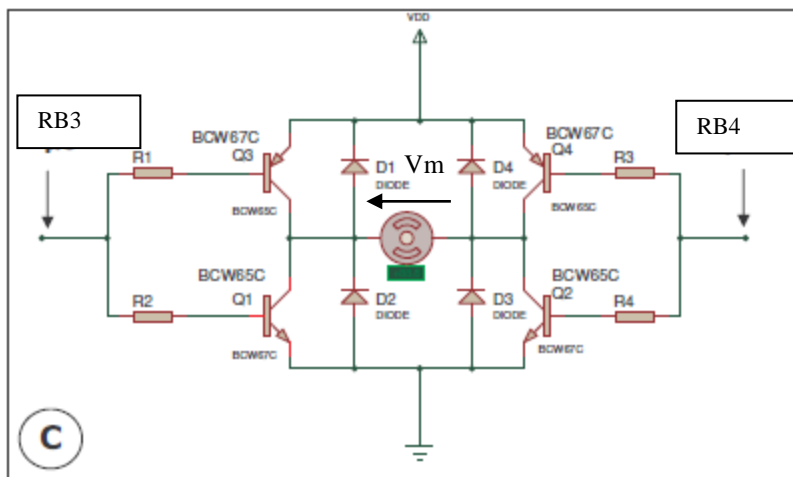 VDD
RB3
RB4
BCW67C
Q3
BCW67C
Q4
R1
D1
Vm
D4
R3
DIODE
DIODE
BCW65C
BCW65C
BCW65C
Q1
BCW65C
Q2
R2
D2
D3
R4
DIODE
DIODE
BCW67C
BCW67C
C